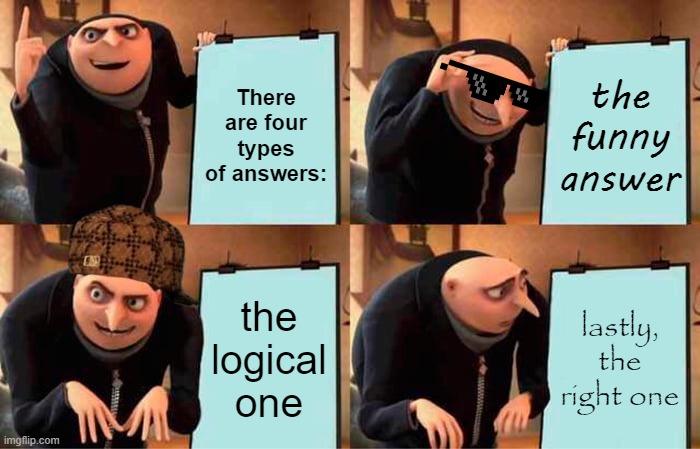 There
are four
types
of answers:
the
funny
answer
the
logical
one
lastly,
the
right one
imgflip.com